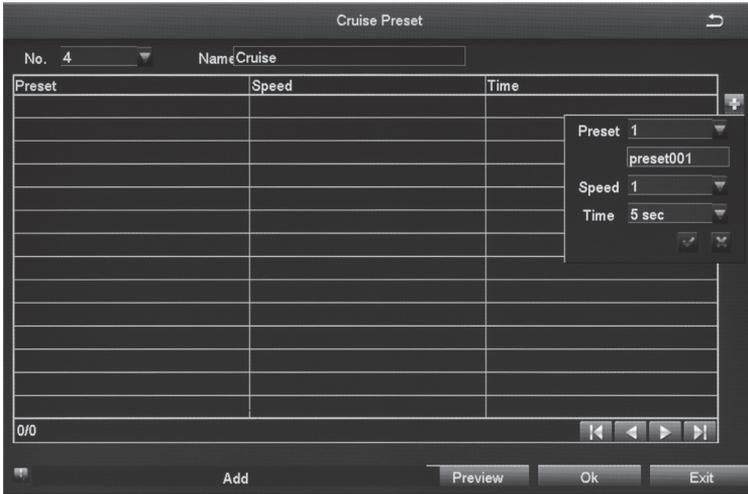 Cruise Preset
No. 4 Name Cruise
Preset Speed Time
Preset 1
preset001
Speed 1
Time 5 sec
0/0
Add Preview Ok Exit